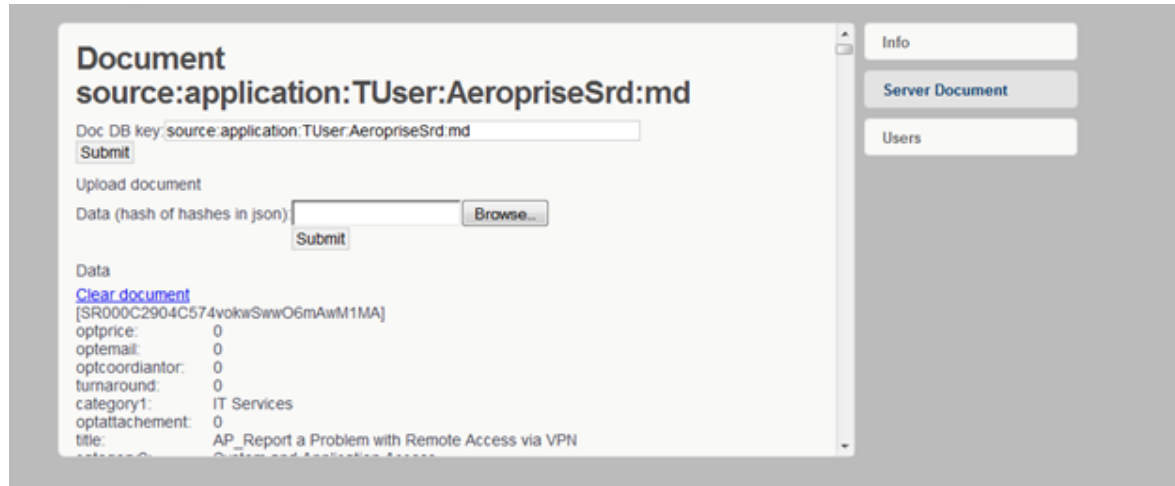 Document
source:application:TUser:AeropriseSrd:md
Doc DB key: source:application:TUser:AeropriseSrd:md
Submit
Upload document
Data (hash of hashes in json): Browse...
Submit
Data
Clear document
[SR000C2904C574vokwSwwO6mAwM1MA]
optprice: 0
optemail: 0
optcoordiantor: 0
turnaround: 0
category1: IT Services
optattachement: 0
title: AP_Report a Problem with Remote Access via VPN
Info
Server Document
Users